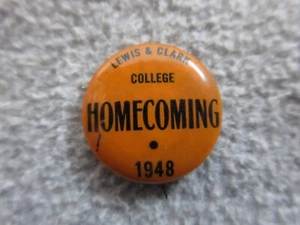 LEWIS & CLARK
COLLEGE
HOMECOMING
1948